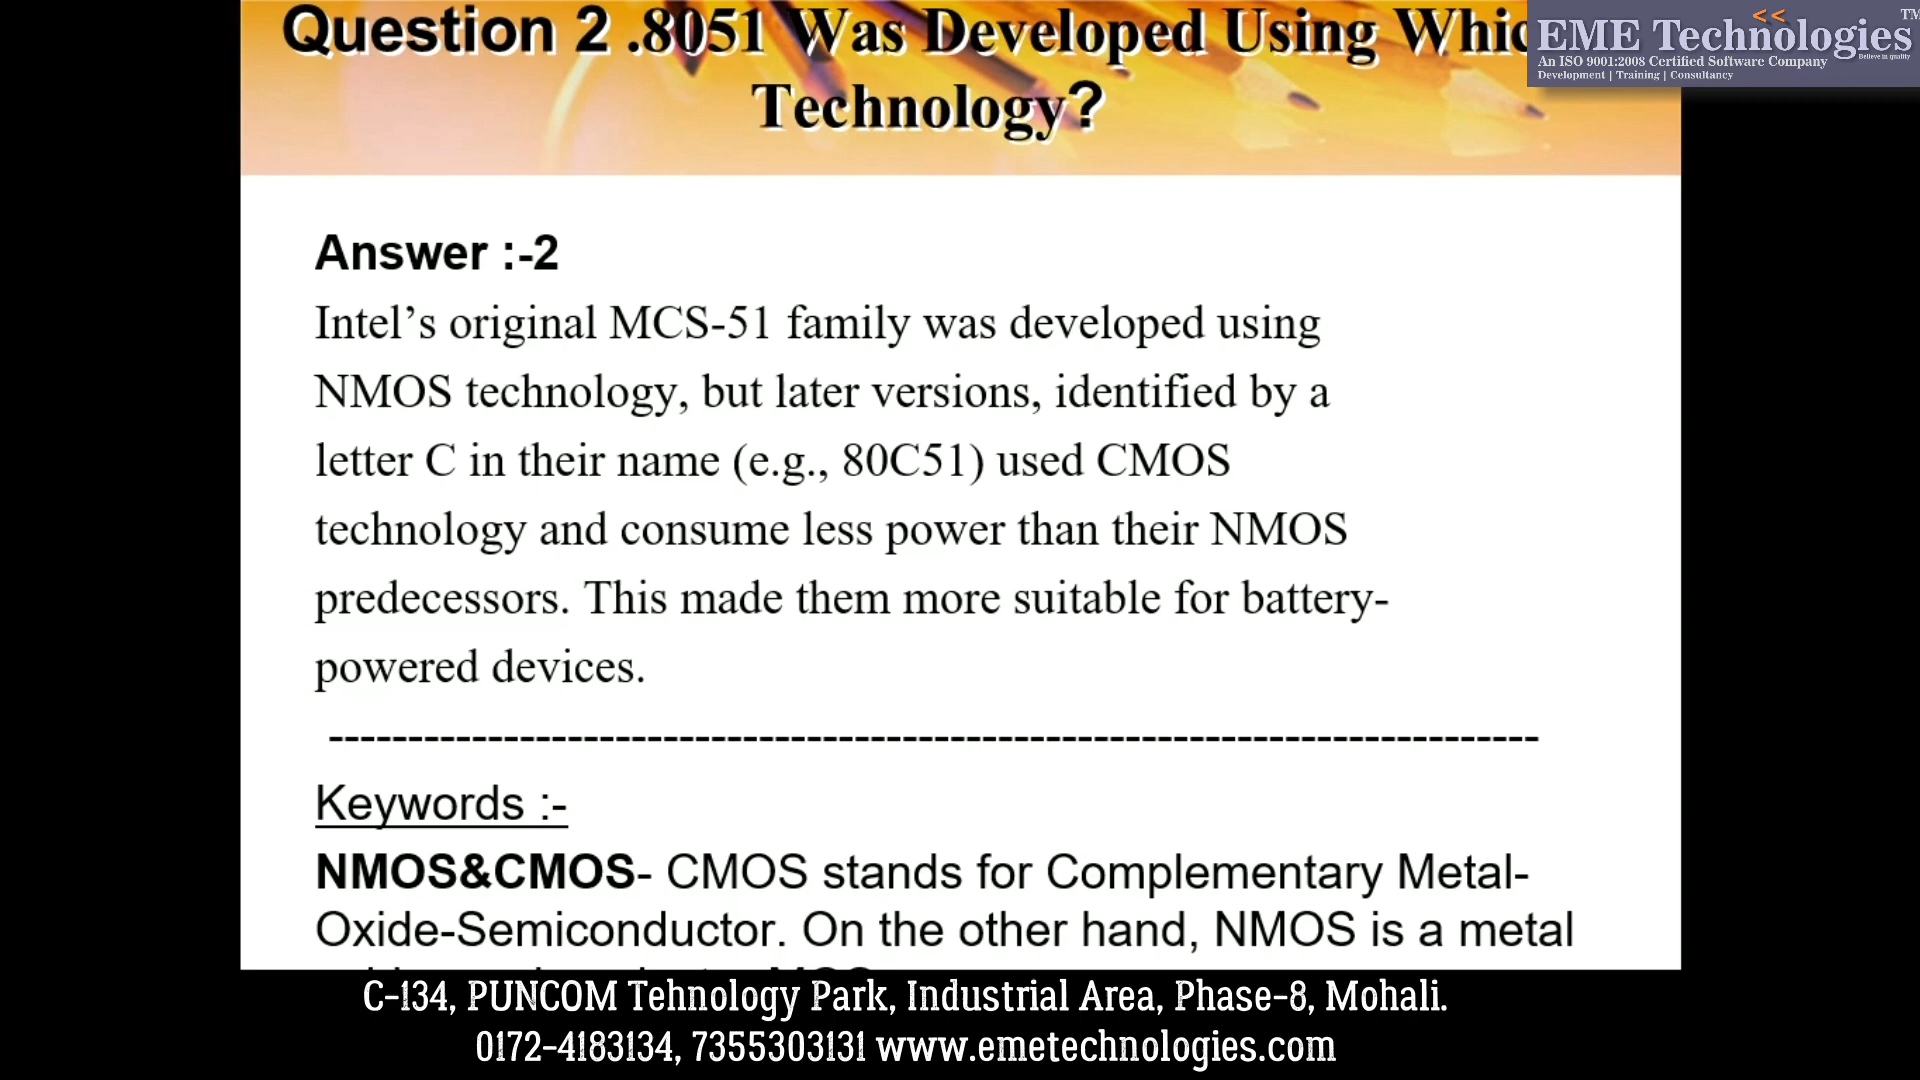 Question 2 .8051 Was Developed Using Whic
Technology?
EME Technologies
TM
Believe in quality
An ISO 9001:2008 Certified Software Company
Development | Training | Consultancy
Answer :-2
Intel’s original MCS-51 family was developed using
NMOS technology, but later versions, identified by a
letter C in their name (e.g., 80C51) used CMOS
technology and consume less power than their NMOS
predecessors. This made them more suitable for battery-
powered devices.
--------------------------------------------------------------------------------
Keywords :-
NMOS&CMOS- CMOS stands for Complementary Metal-
Oxide-Semiconductor. On the other hand, NMOS is a metal
C-134, PUNCOM Tehnology Park, Industrial Area, Phase-8, Mohali.
0172-4183134, 7355303131 www.emetechnologies.com